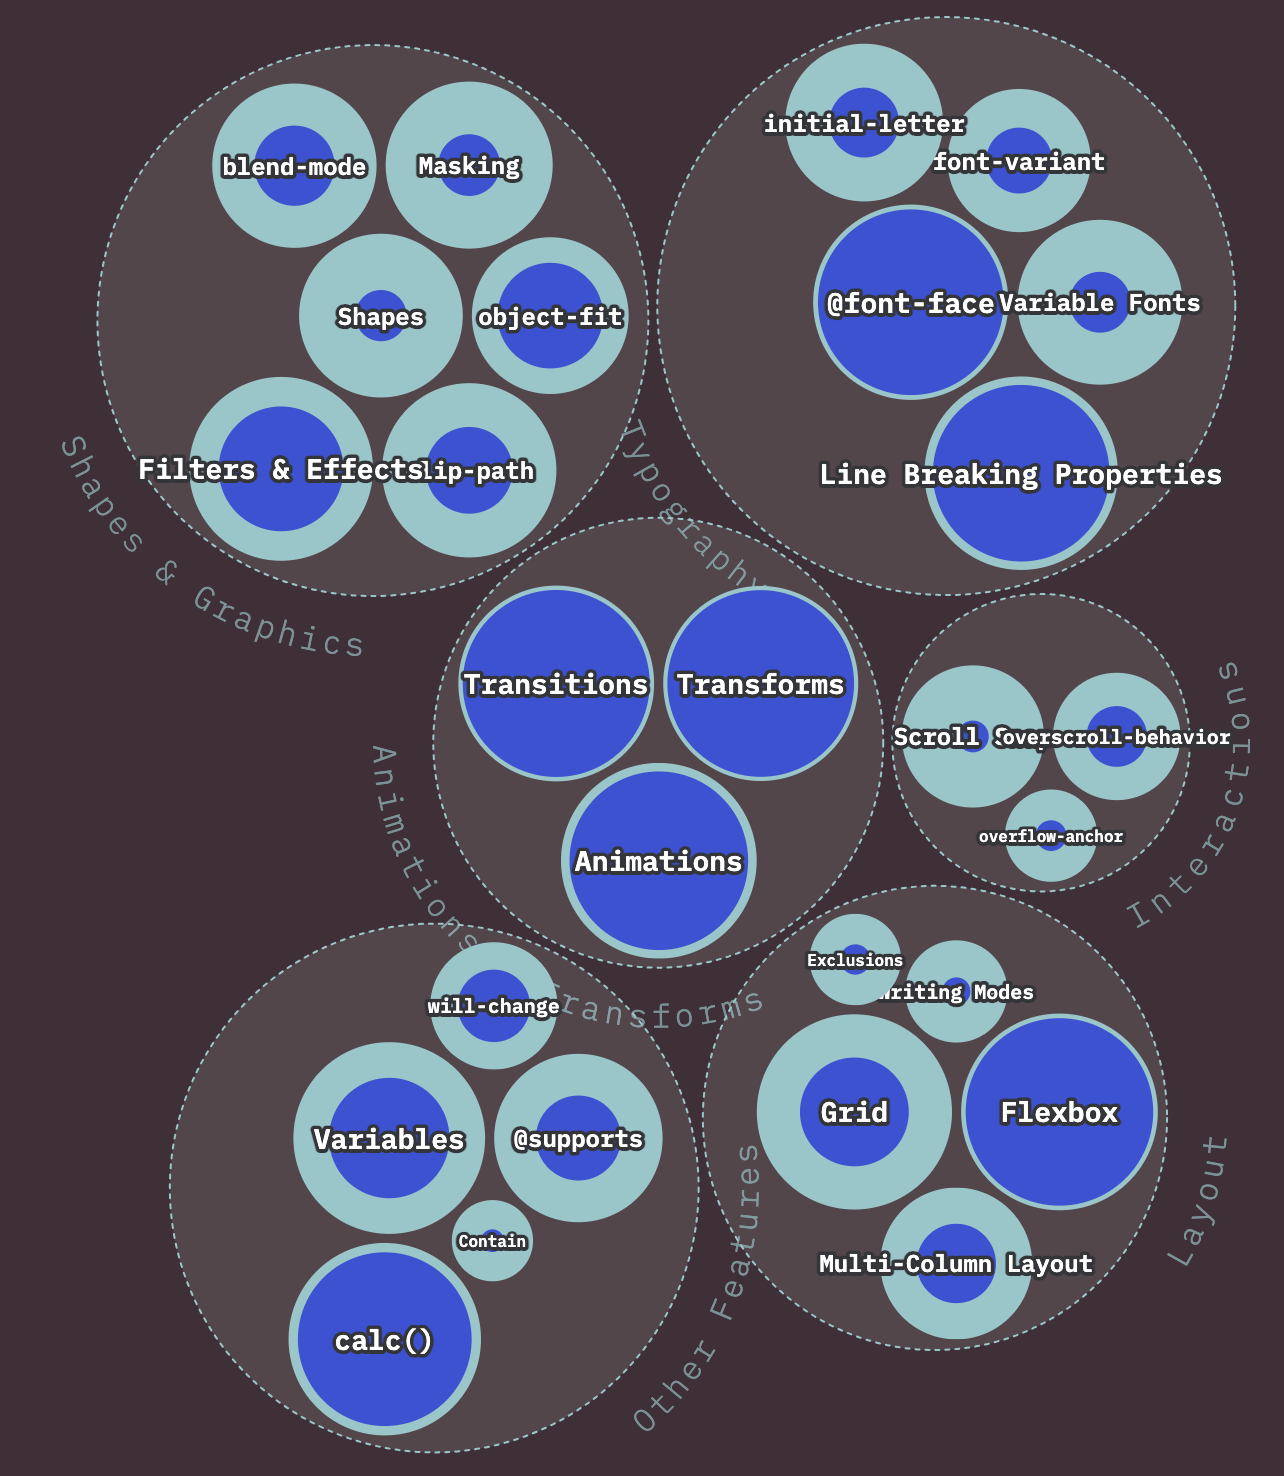 blend-mode
Masking
Shapes
object-fit
Filters & Effects
lip-path
Shapes & Graphics
initial-letter
font-variant
@font-face
Variable Fonts
Line Breaking Properties
Typography
Transitions
Transforms
Animations
Animations
ransforms
Scroll
overscroll-behavior
overflow-anchor
Interactions
will-change
Variables
@supports
Contain
calc()
Other Features
Exclusions
Writing Modes
Grid
Flexbox
Multi-Column Layout
Layout